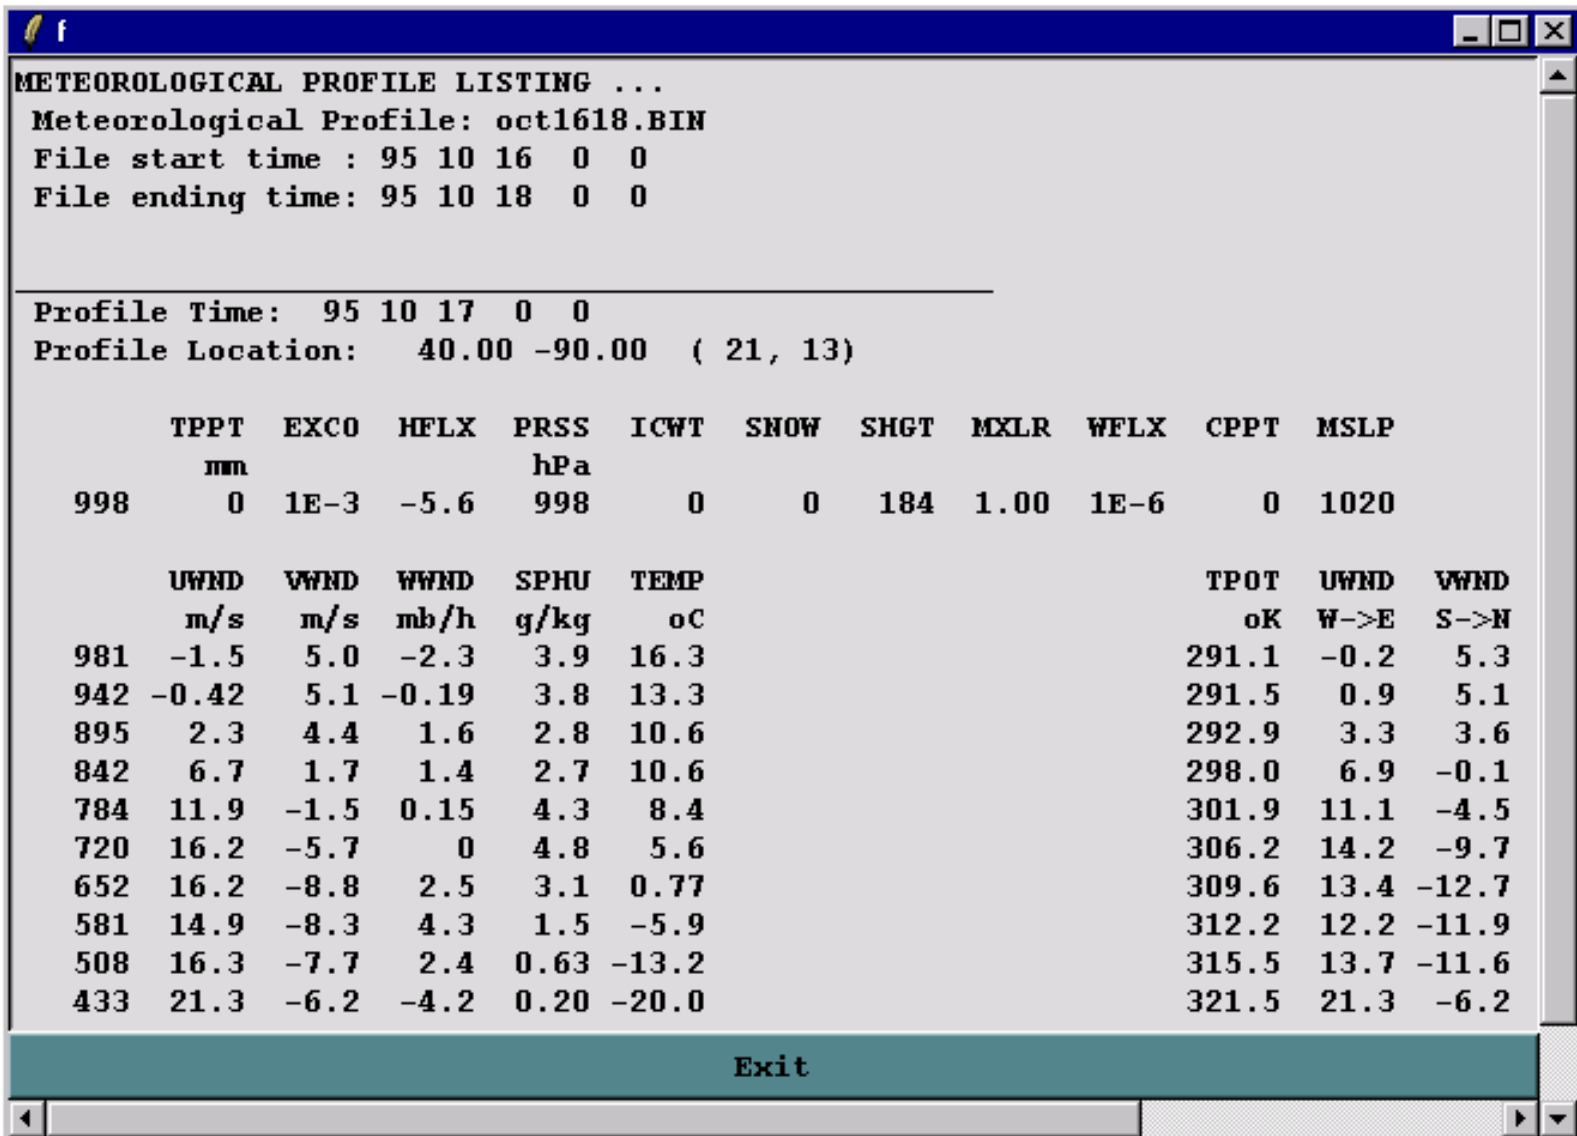 f
METEOROLOGICAL PROFILE LISTING ...
Meteorological Profile: oct1618.BIN
File start time : 95 10 16  0  0
File ending time: 95 10 18  0  0
Profile Time:  95 10 17  0  0
Profile Location:   40.00 -90.00  ( 21, 13)
TPPT EXCO HFLX PRSS ICWT SNOW SHGT MXLR WFLX CPPT MSLP
mm hPa
998 0 1E-3 -5.6 998 0 0 184 1.00 1E-6 0 1020
UWND VWND WWND SPHU TEMP TPOT UWND VWND
m/s m/s mb/h g/kg oC oK W->E S->N
981 -1.5 5.0 -2.3 3.9 16.3 291.1 -0.2 5.3
942 -0.42 5.1 -0.19 3.8 13.3 291.5 0.9 5.1
895 2.3 4.4 1.6 2.8 10.6 292.9 3.3 3.6
842 6.7 1.7 1.4 2.7 10.6 298.0 6.9 -0.1
784 11.9 -1.5 0.15 4.3 8.4 301.9 11.1 -4.5
720 16.2 -5.7 0 4.8 5.6 306.2 14.2 -9.7
652 16.2 -8.8 2.5 3.1 0.77 309.6 13.4 -12.7
581 14.9 -8.3 4.3 1.5 -5.9 312.2 12.2 -11.9
508 16.3 -7.7 2.4 0.63 -13.2 315.5 13.7 -11.6
433 21.3 -6.2 -4.2 0.20 -20.0 321.5 21.3 -6.2
Exit